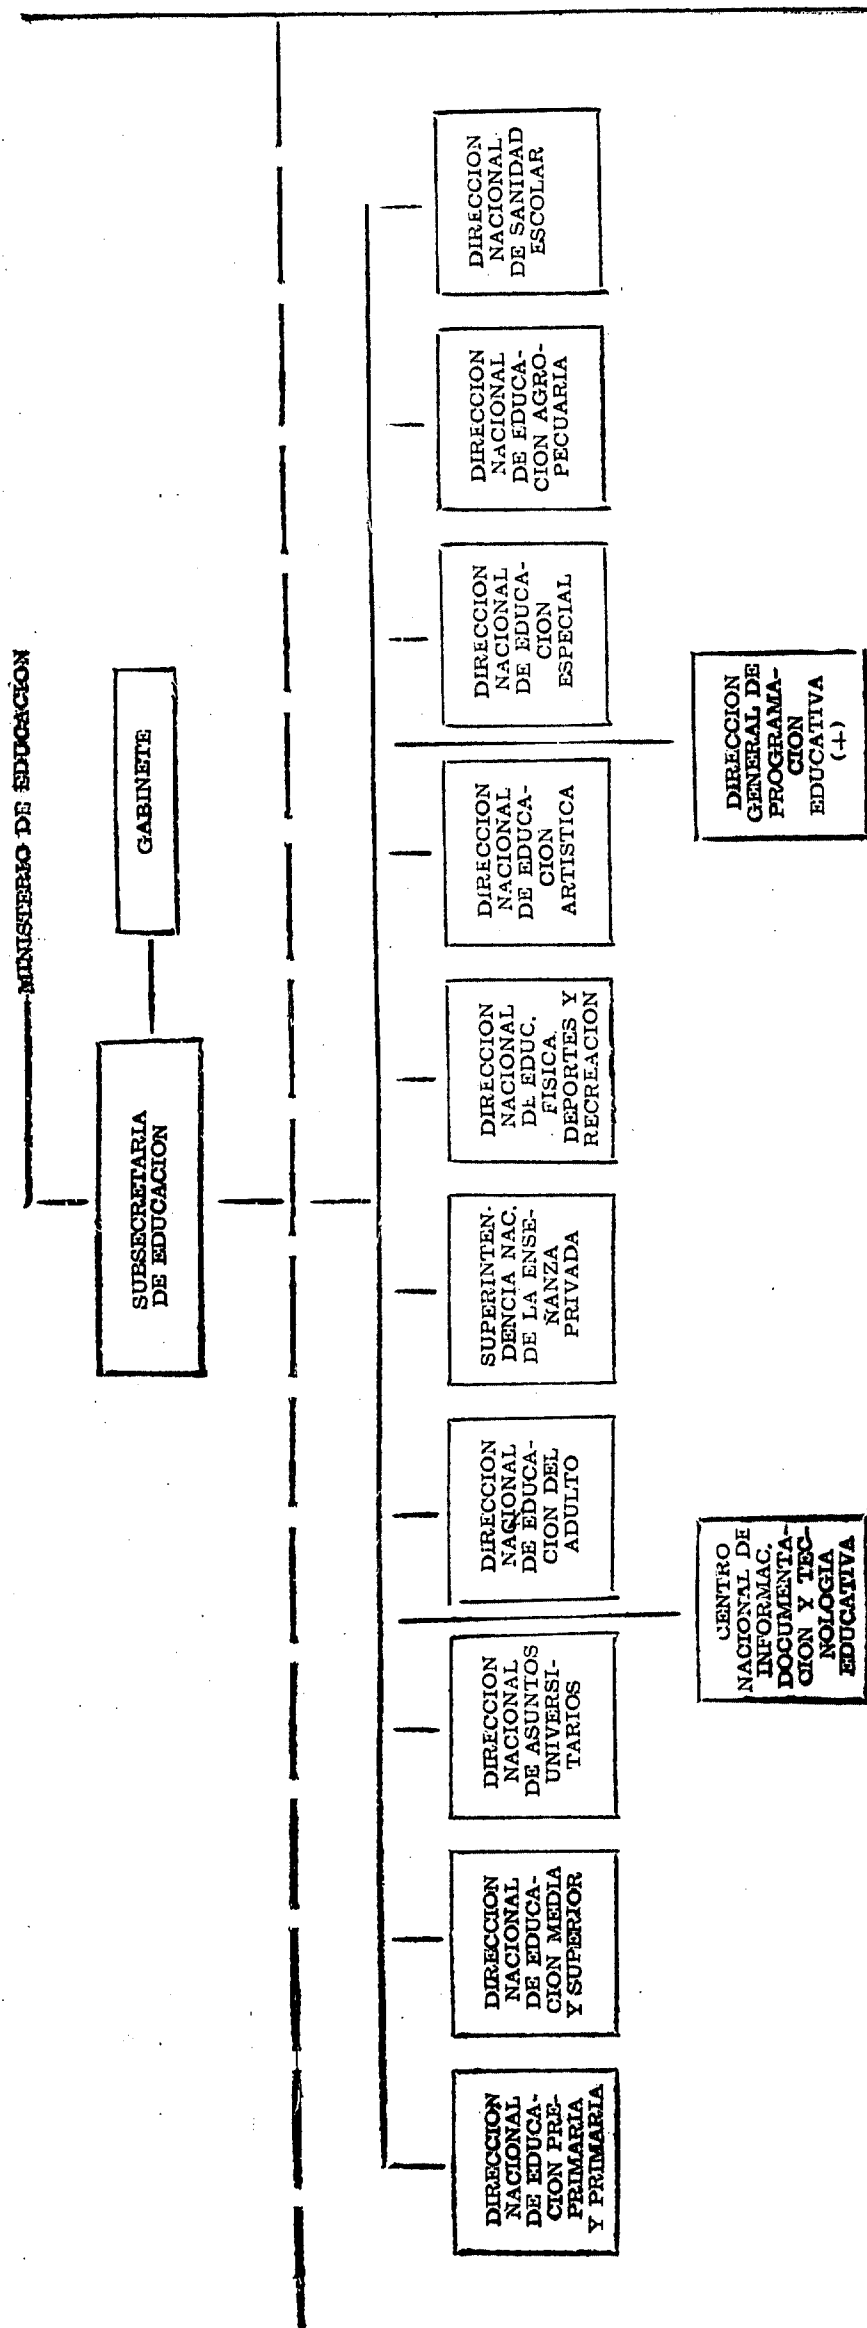 MINISTERIO DE EDUCACION
SUBSECRETARIA
DE EDUCACION
GABINETE
DIRECCION
NACIONAL
DE EDUCA-
CION PRE-
PRIMARIA
Y PRIMARIA
DIRECCION
NACIONAL
DE EDUCA-
CION MEDIA
Y SUPERIOR
DIRECCION
NACIONAL
DE ASUNTOS
UNIVERSI-
TARIOS
DIRECCION
NACIONAL
DE EDUCA-
CION DEL
ADULTO
SUPERINTEN-
DENCIA NAC.
DE LA ENSE-
ÑANZA
PRIVADA
DIRECCION
NACIONAL
DE EDUC.
FISICA,
DEPORTES Y
RECREACION
DIRECCION
NACIONAL
DE EDUCA-
CION
ARTISTICA
DIRECCION
NACIONAL
DE EDUCA-
CION
ESPECIAL
DIRECCION
NACIONAL
DE EDUCA-
CION AGRO-
PECUARIA
DIRECCION
NACIONAL
DE SANIDAD
ESCOLAR
CENTRO
NACIONAL DE
INFORMAC.
DOCUMENTA-
CION Y TEC-
NOLOGIA
EDUCATIVA
DIRECCION
GENERAL DE
PROGRAMA-
CION
EDUCATIVA
(+)